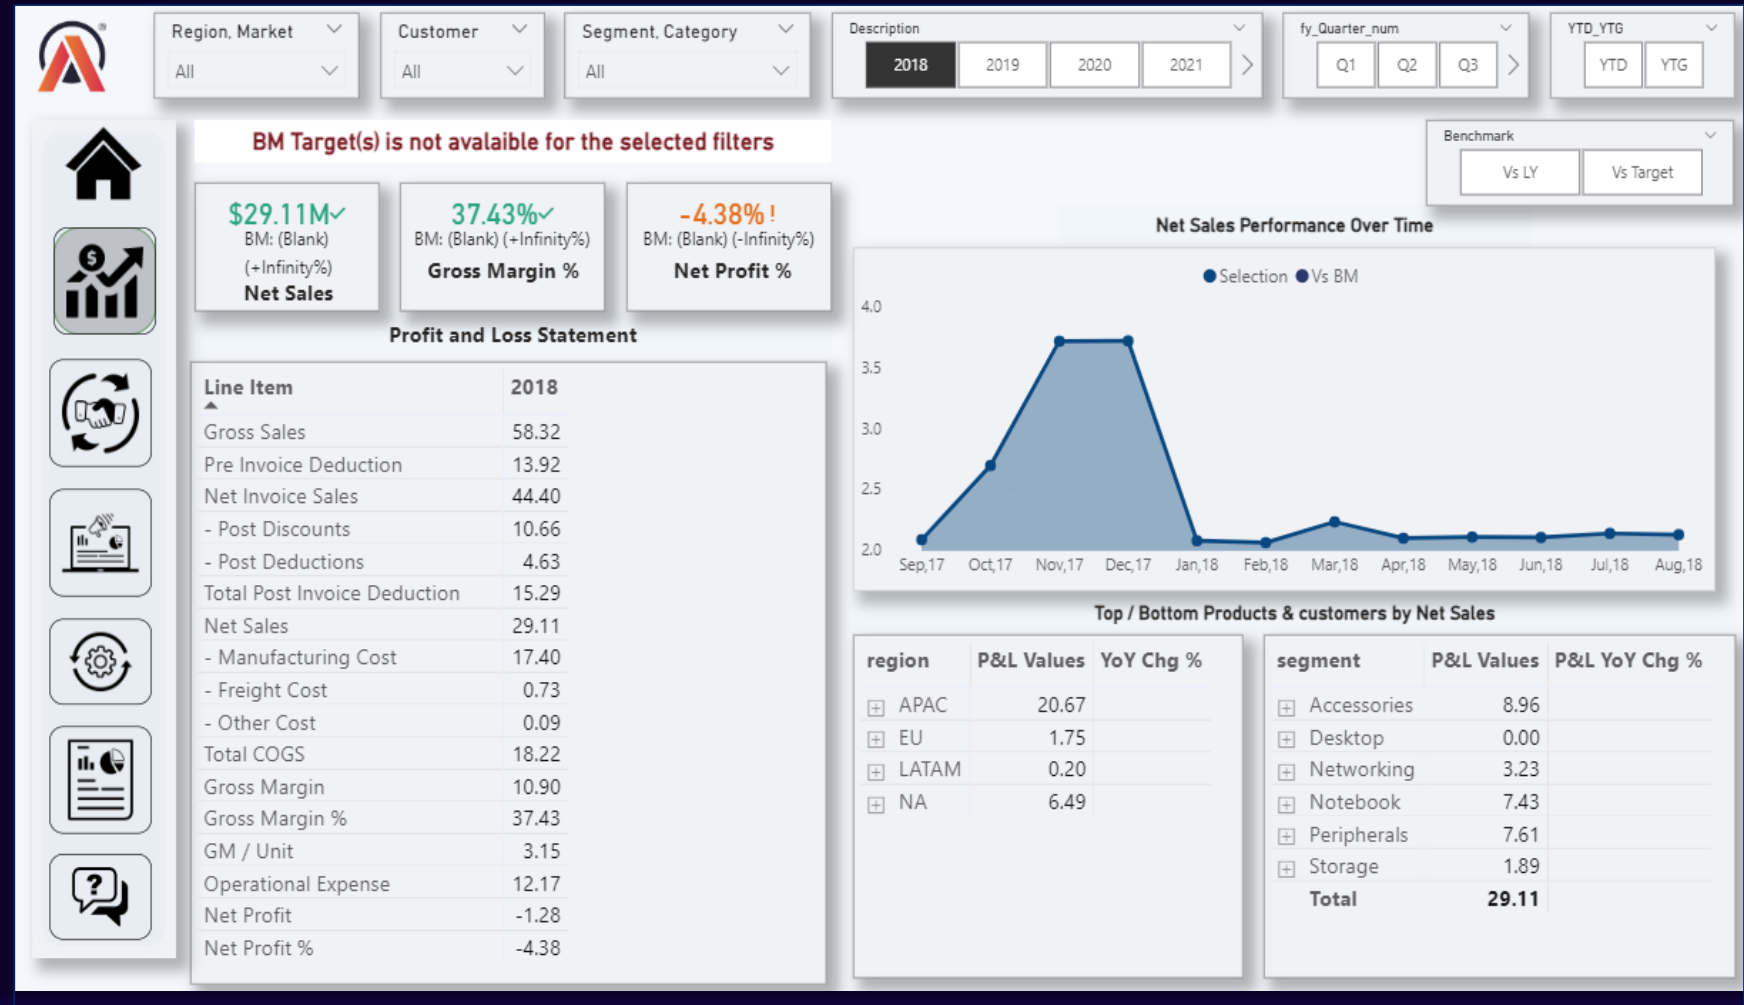 Region, Market
All
Customer
All
Segment, Category
All
Description
2018 2019 2020 2021
fy_Quarter_num
Q1 Q2 Q3
YTD_YTG
YTD YTG
BM Target(s) is not avalaible for the selected filters
Benchmark
Vs LY Vs Target
$29.11M
BM: (Blank)
(+Infinity%)
Net Sales
37.43%
BM: (Blank) (+Infinity%)
Gross Margin %
-4.38% !
BM: (Blank) (-Infinity%)
Net Profit %
Profit and Loss Statement
Line Item 2018
Gross Sales 58.32
Pre Invoice Deduction 13.92
Net Invoice Sales 44.40
- Post Discounts 10.66
- Post Deductions 4.63
Total Post Invoice Deduction 15.29
Net Sales 29.11
- Manufacturing Cost 17.40
- Freight Cost 0.73
- Other Cost 0.09
Total COGS 18.22
Gross Margin 10.90
Gross Margin % 37.43
GM / Unit 3.15
Operational Expense 12.17
Net Profit -1.28
Net Profit % -4.38
Net Sales Performance Over Time
Selection Vs BM
4.0
3.5
3.0
2.5
2.0
Sep,17 Oct,17 Nov,17 Dec,17 Jan,18 Feb,18 Mar,18 Apr,18 May,18 Jun,18 Jul,18 Aug,18
Top / Bottom Products & customers by Net Sales
region P&L Values YoY Chg %
APAC 20.67
EU 1.75
LATAM 0.20
NA 6.49
segment P&L Values P&L YoY Chg %
Accessories 8.96
Desktop 0.00
Networking 3.23
Notebook 7.43
Peripherals 7.61
Storage 1.89
Total 29.11